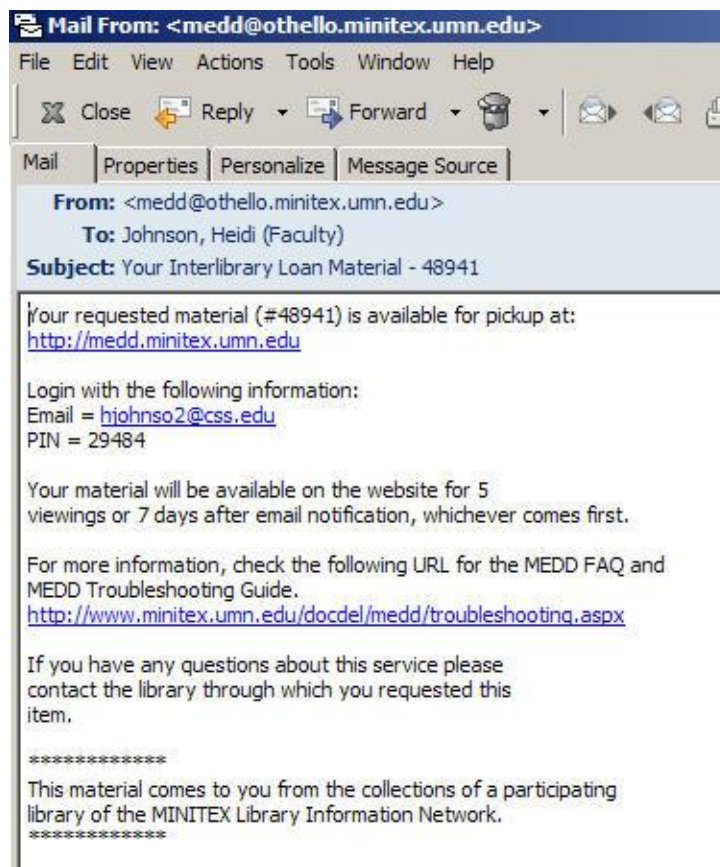 Mail From: <medd@othello.minitex.umn.edu>
File Edit View Actions Tools Window Help
Close Reply Forward
Mail Properties Personalize Message Source
From: <medd@othello.minitex.umn.edu>
To: Johnson, Heidi (Faculty)
Subject: Your Interlibrary Loan Material - 48941
Your requested material (#48941) is available for pickup at:
http://medd.minitex.umn.edu
Login with the following information:
Email = hjohnso2@css.edu
PIN = 29484
Your material will be available on the website for 5
viewings or 7 days after email notification, whichever comes first.
For more information, check the following URL for the MEDD FAQ and
MEDD Troubleshooting Guide.
http://www.minitex.umn.edu/docdel/medd/troubleshooting.aspx
If you have any questions about this service please
contact the library through which you requested this
item.
************
This material comes to you from the collections of a participating
library of the MINITEX Library Information Network.
************